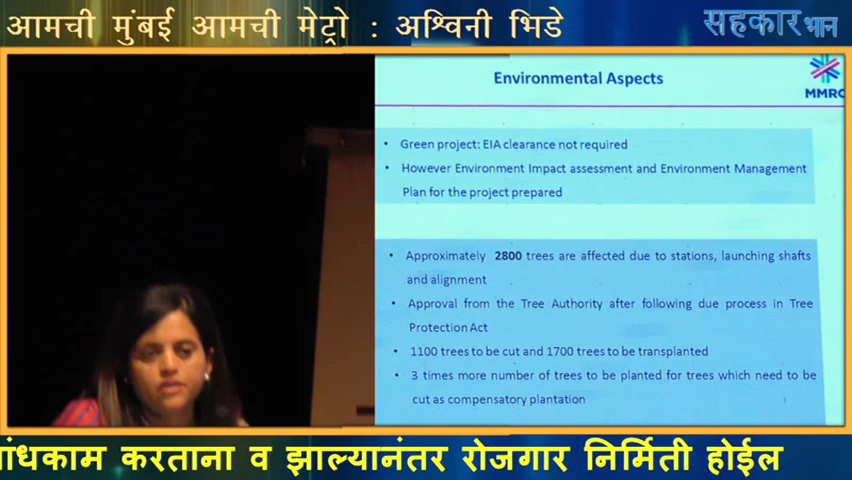 आमची मुंबई आमची मेट्रो : अश्विनी भिडे
सहकार भान
Environmental Aspects
MMRC
• Green project: EIA clearance not required
• However Environment Impact assessment and Environment Management
Plan for the project prepared
• Approximately 2800 trees are affected due to stations, launching shafts
and alignment
• Approval from the Tree Authority after following due process in Tree
Protection Act
• 1100 trees to be cut and 1700 trees to be transplanted
• 3 times more number of trees to be planted for trees which need to be
cut as compensatory plantation
करताना व झाल्यानंतर रोजगार निर्मिती होईल